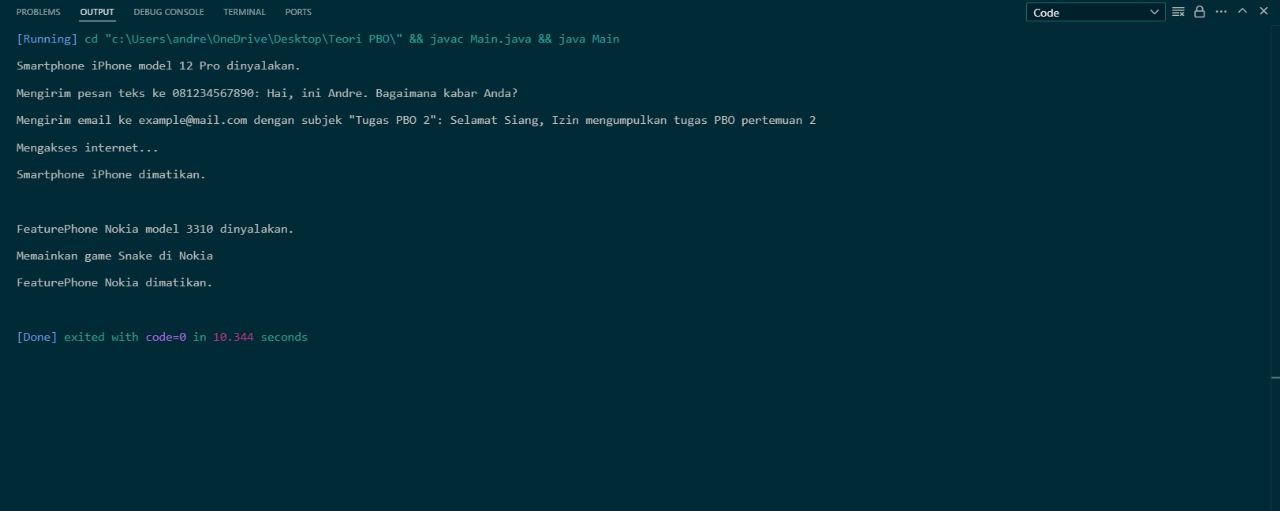 PROBLEMS OUTPUT DEBUG CONSOLE TERMINAL PORTS Code
[Running] cd "c:\Users\andre\OneDrive\Desktop\Teori PBO\" && javac Main.java && java Main
Smartphone iPhone model 12 Pro dinyalakan.
Mengirim pesan teks ke 081234567890: Hai, ini Andre. Bagaimana kabar Anda?
Mengirim email ke example@mail.com dengan subjek "Tugas PBO 2": Selamat Siang, Izin mengumpulkan tugas PBO pertemuan 2
Mengakses internet...
Smartphone iPhone dimatikan.
FeaturePhone Nokia model 3310 dinyalakan.
Memainkan game Snake di Nokia
FeaturePhone Nokia dimatikan.
[Done] exited with code=0 in 10.344 seconds